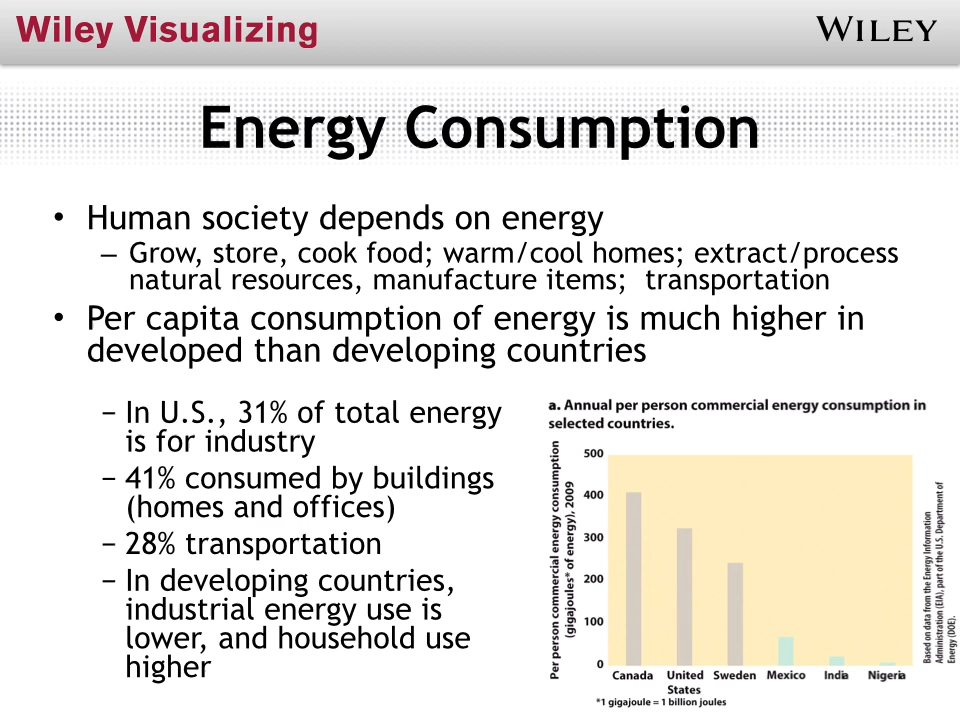 Wiley Visualizing
WILEY
Energy Consumption
• Human society depends on energy
– Grow, store, cook food; warm/cool homes; extract/process
natural resources, manufacture items;  transportation
• Per capita consumption of energy is much higher in
developed than developing countries
– In U.S., 31% of total energy
is for industry
– 41% consumed by buildings
(homes and offices)
– 28% transportation
– In developing countries,
industrial energy use is
lower, and household use
higher
a. Annual per person commercial energy consumption in
selected countries.
Per person commercial energy consumption
(gigajoules* of energy), 2009
500
400
300
200
100
0
Canada United States Sweden Mexico India Nigeria
*1 gigajoule = 1 billion joules
Based on data from the Energy Information
Administration (EIA), part of the U.S. Department of
Energy (DOE).